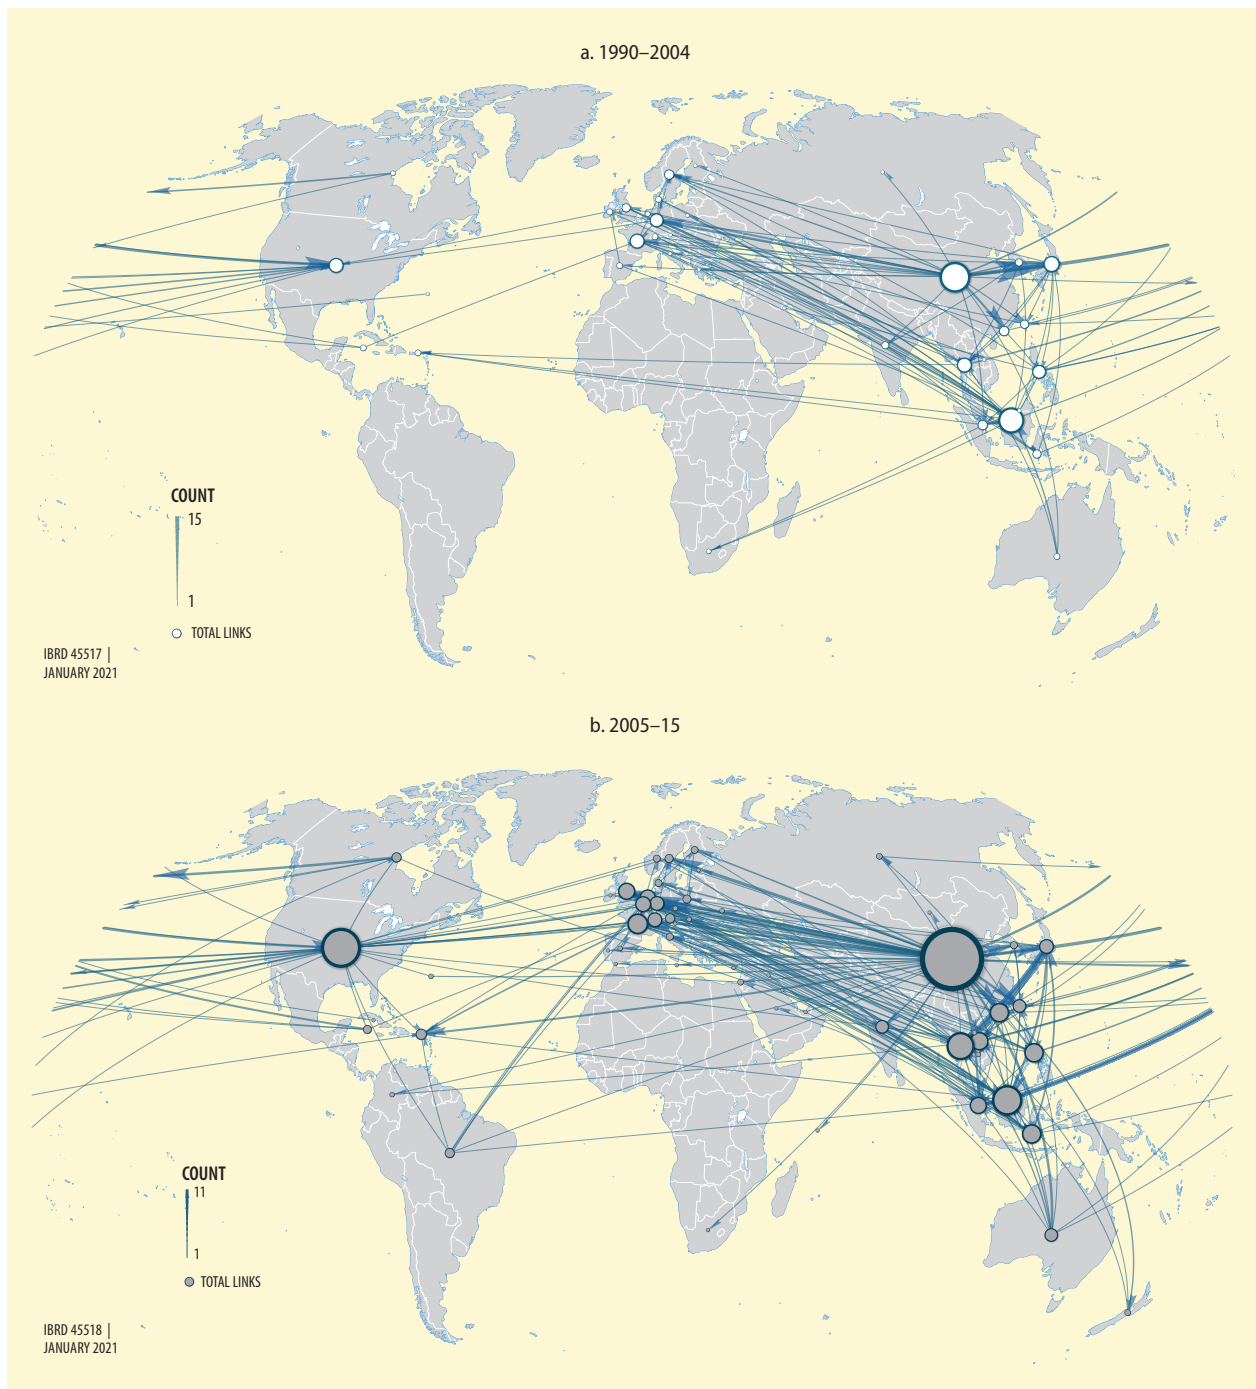 a. 1990–2004
COUNT
15
1
TOTAL LINKS
IBRD 45517 |
JANUARY 2021
b. 2005–15
COUNT
11
1
TOTAL LINKS
IBRD 45518 |
JANUARY 2021